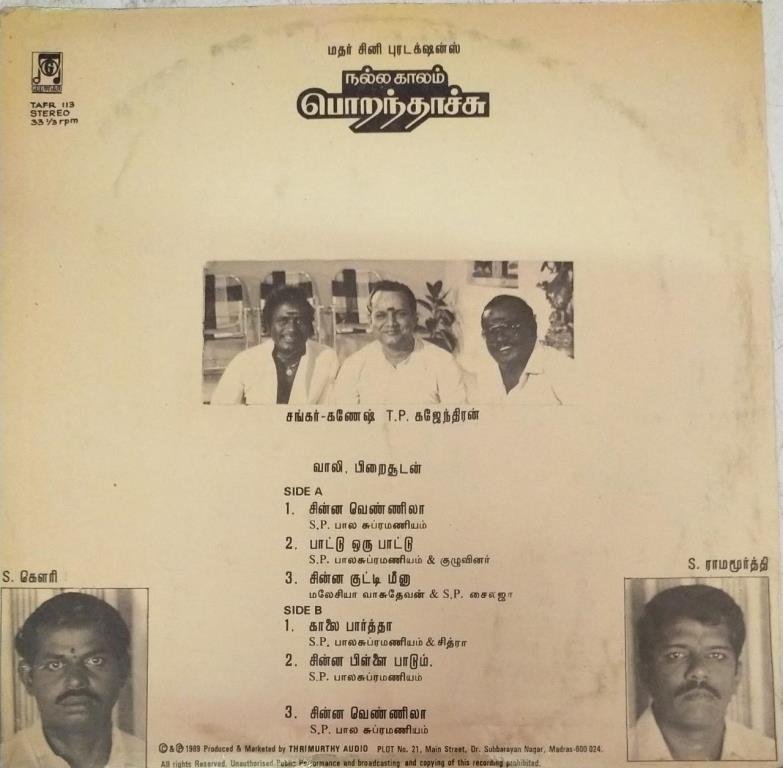 மதர் சினி புரடக்ஷன்ஸ்
நல்ல காலம்
பொறந்தாச்சு
TAFR 113
STEREO
33 1/3 rpm
சங்கர்-கணேஷ் T.P. கஜேந்திரன்
வாலி, பிறைசூடன்
SIDE A
1. சின்ன வெண்ணிலா
S.P. பால சுப்ரமணியம்
2. பாட்டு ஒரு பாட்டு
S.P. பாலசுப்ரமணியம் & குழுவினர்
3. சின்ன குட்டி மீனு
மலேசியா வாசுதேவன் & S.P. சைலஜா
SIDE B
1. காலை பார்த்தா
S.P. பாலசுப்ரமணியம் & சித்ரா
2. சின்ன பிள்ளை பாடும்.
S.P. பாலசுப்ரமணியம்
3. சின்ன வெண்ணிலா
S.P. பால சுப்ரமணியம்
S. கௌரி
S. ராமமூர்த்தி
© & ℗ 1989 Produced & Marketed by THRIMURTHY AUDIO PLOT No. 21, Main Street, Dr. Subbarayan Nagar, Madras-600 024.
All rights Reserved. Unauthorised Public Performance and broadcasting and copying of this recording prohibited.